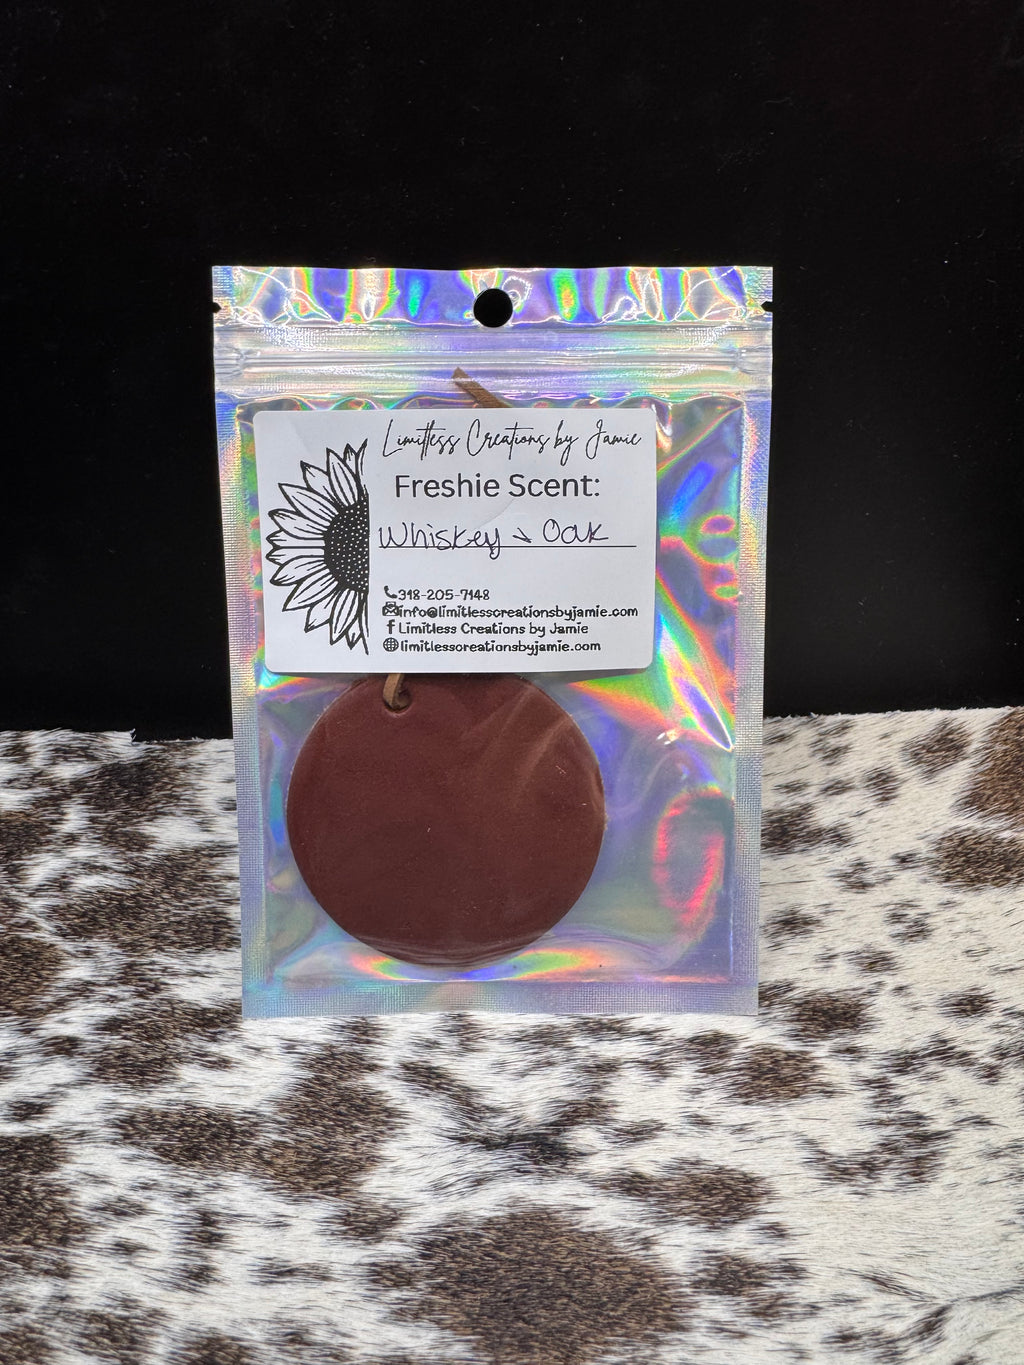 Limitless Creations by Jamie
Freshie Scent:
Whiskey & Oak
318-205-7148
info@limitlesscreationsbyjamie.com
Limitless Creations by Jamie
limitlesscreationsbyjamie.com